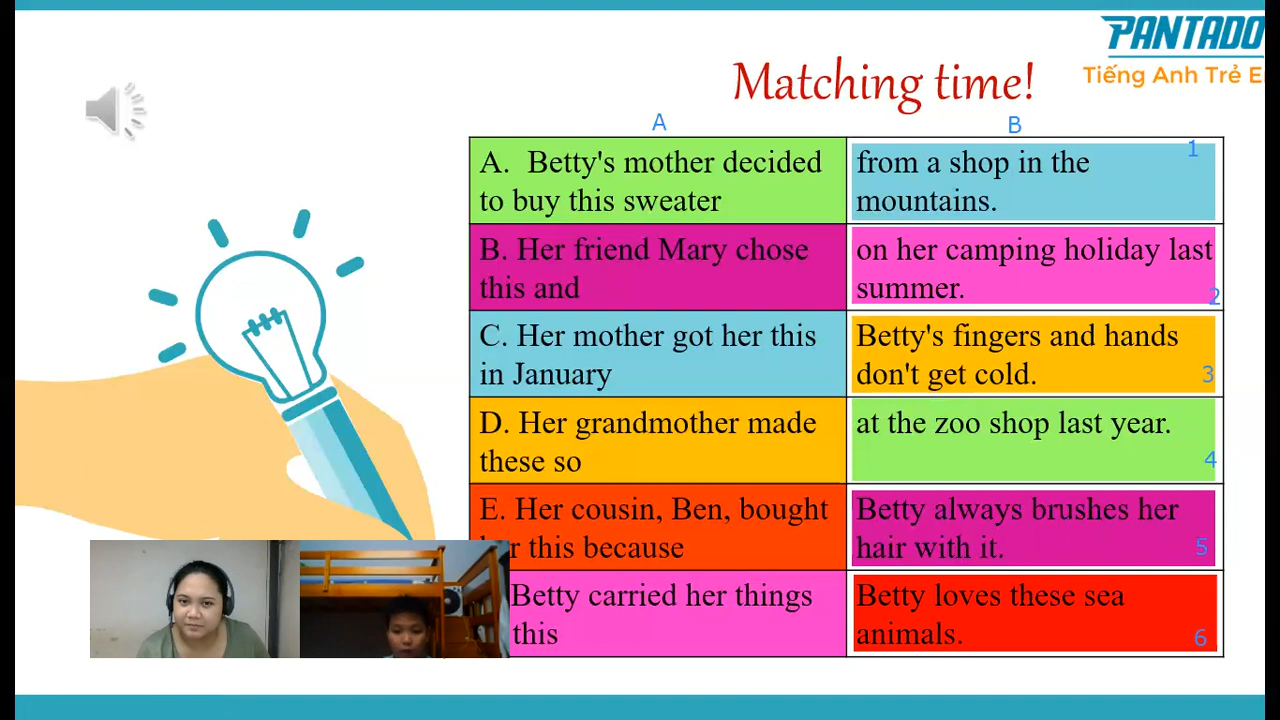 PANTADO
Tiếng Anh Trẻ E
Matching time!
A
B
A. Betty's mother decided
to buy this sweater
from a shop in the
mountains.
1
B. Her friend Mary chose
this and
on her camping holiday last
summer.
2
C. Her mother got her this
in January
Betty's fingers and hands
don't get cold.
3
D. Her grandmother made
these so
at the zoo shop last year.
4
E. Her cousin, Ben, bought
r this because
Betty always brushes her
hair with it.
5
Betty carried her things
this
Betty loves these sea
animals.
6